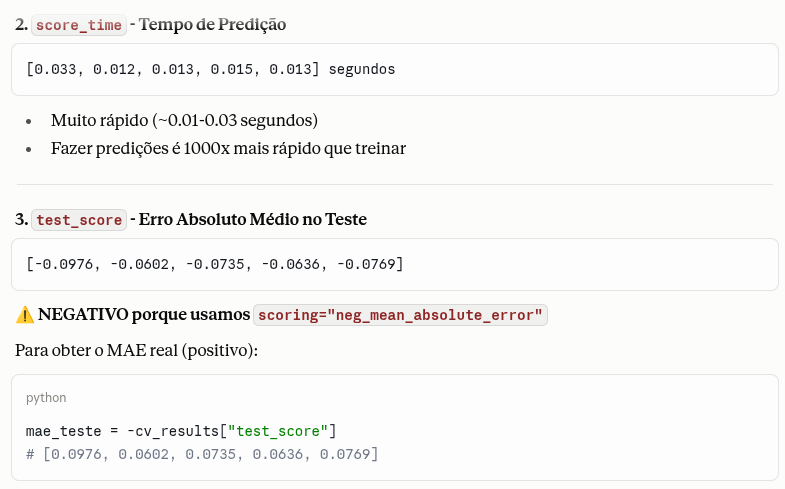 2. score_time - Tempo de Predição
[0.033, 0.012, 0.013, 0.015, 0.013] segundos
• Muito rápido (~0.01-0.03 segundos)
• Fazer predições é 1000x mais rápido que treinar
3. test_score - Erro Absoluto Médio no Teste
[-0.0976, -0.0602, -0.0735, -0.0636, -0.0769]
⚠️ NEGATIVO porque usamos scoring="neg_mean_absolute_error"
Para obter o MAE real (positivo):
python
mae_teste = -cv_results["test_score"]
# [0.0976, 0.0602, 0.0735, 0.0636, 0.0769]